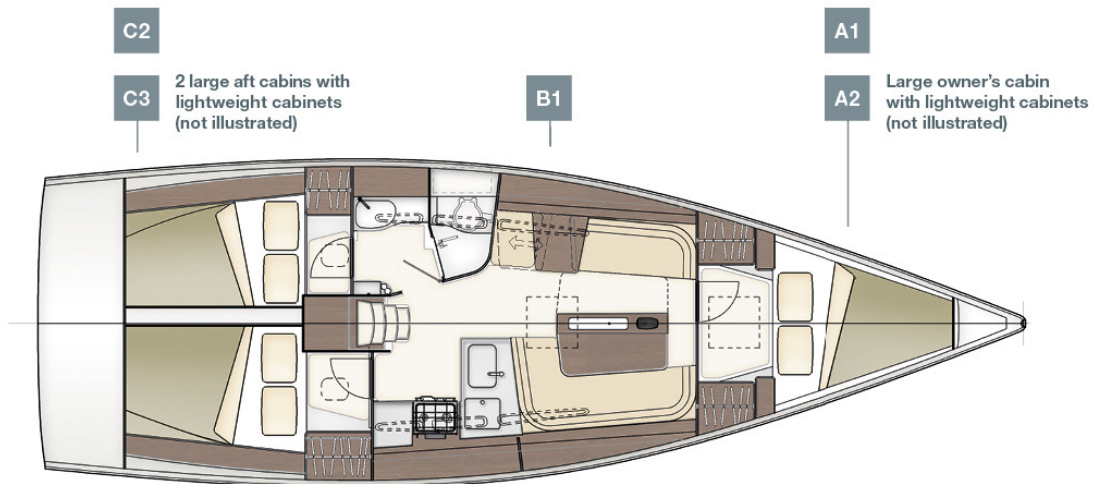 C2
C3
2 large aft cabins with
lightweight cabinets
(not illustrated)
B1
A1
A2
Large owner’s cabin
with lightweight cabinets
(not illustrated)